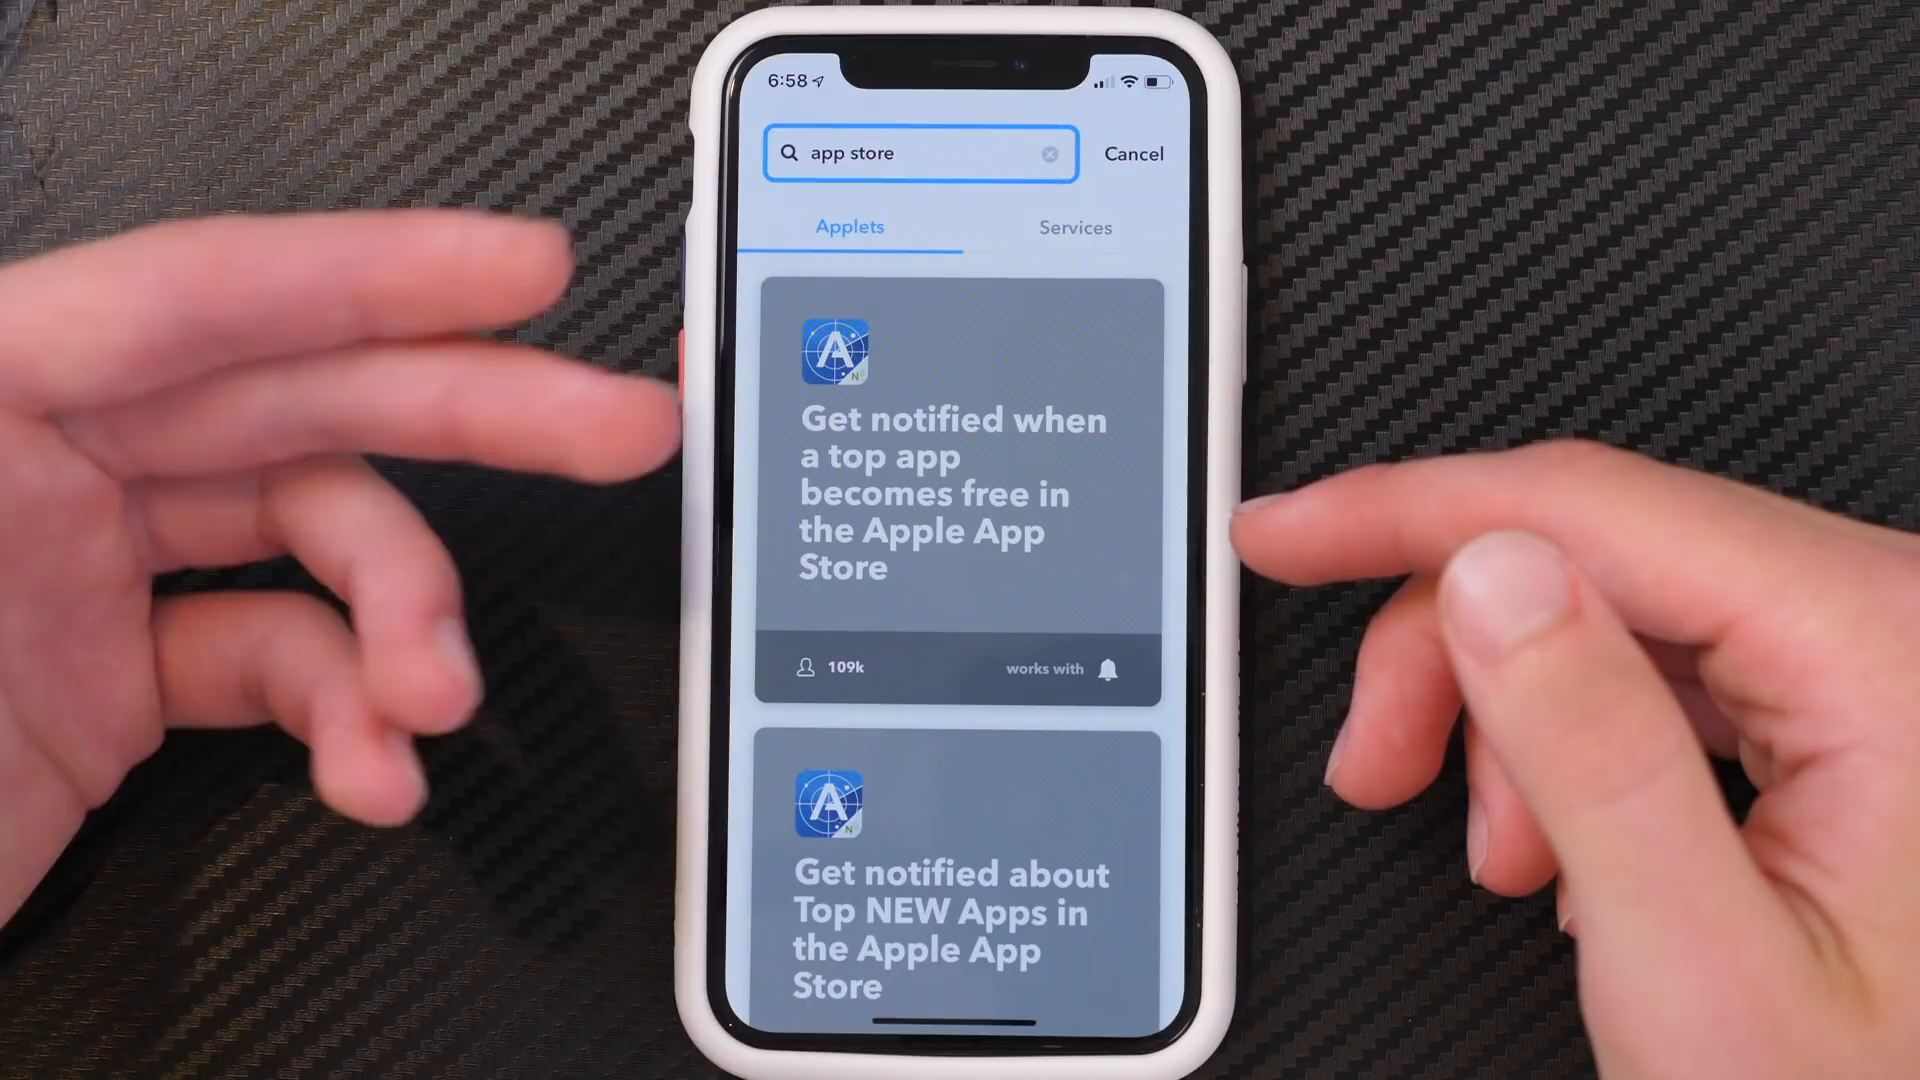 6:58
app store
Cancel
Applets
Services
A
N
Get notified when
a top app
becomes free in
the Apple App
Store
109k
works with
A
N
Get notified about
Top NEW Apps in
the Apple App
Store